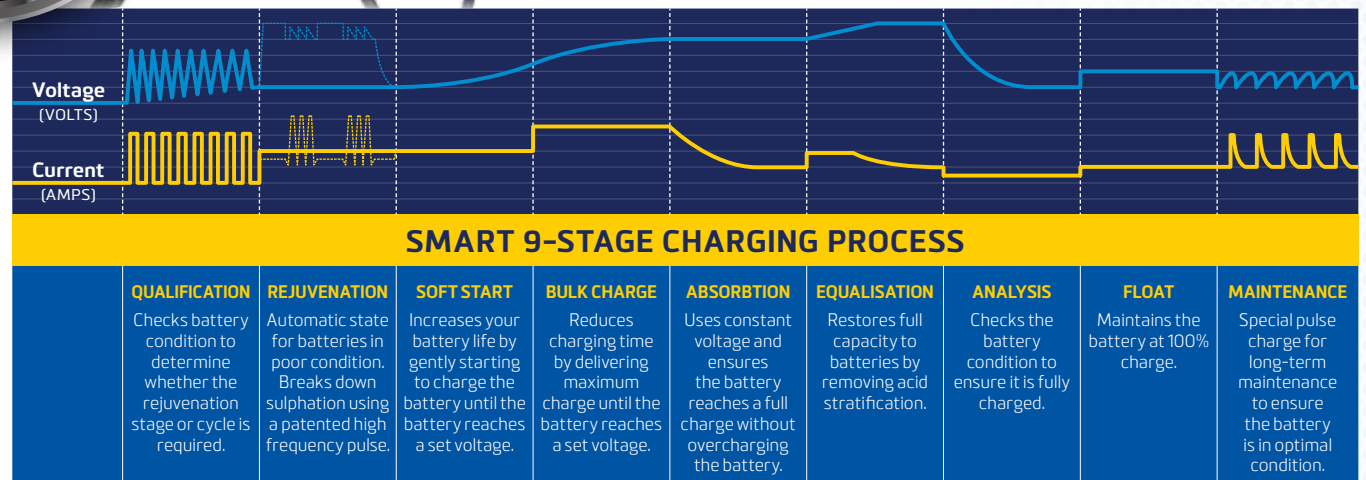 Voltage
(VOLTS)
Current
(AMPS)
SMART 9-STAGE CHARGING PROCESS
QUALIFICATION
Checks battery
condition to
determine
whether the
rejuvenation
stage or cycle is
required.
REJUVENATION
Automatic state
for batteries in
poor condition.
Breaks down
sulphation using
a patented high
frequency pulse.
SOFT START
Increases your
battery life by
gently starting
to charge the
battery until the
battery reaches
a set voltage.
BULK CHARGE
Reduces
charging time
by delivering
maximum
charge until the
battery reaches
a set voltage.
ABSORBTION
Uses constant
voltage and
ensures
the battery
reaches a full
charge without
overcharging
the battery.
EQUALISATION
Restores full
capacity to
batteries by
removing acid
stratification.
ANALYSIS
Checks the
battery
condition to
ensure it is fully
charged.
FLOAT
Maintains the
battery at 100%
charge.
MAINTENANCE
Special pulse
charge for
long-term
maintenance
to ensure
the battery
is in optimal
condition.